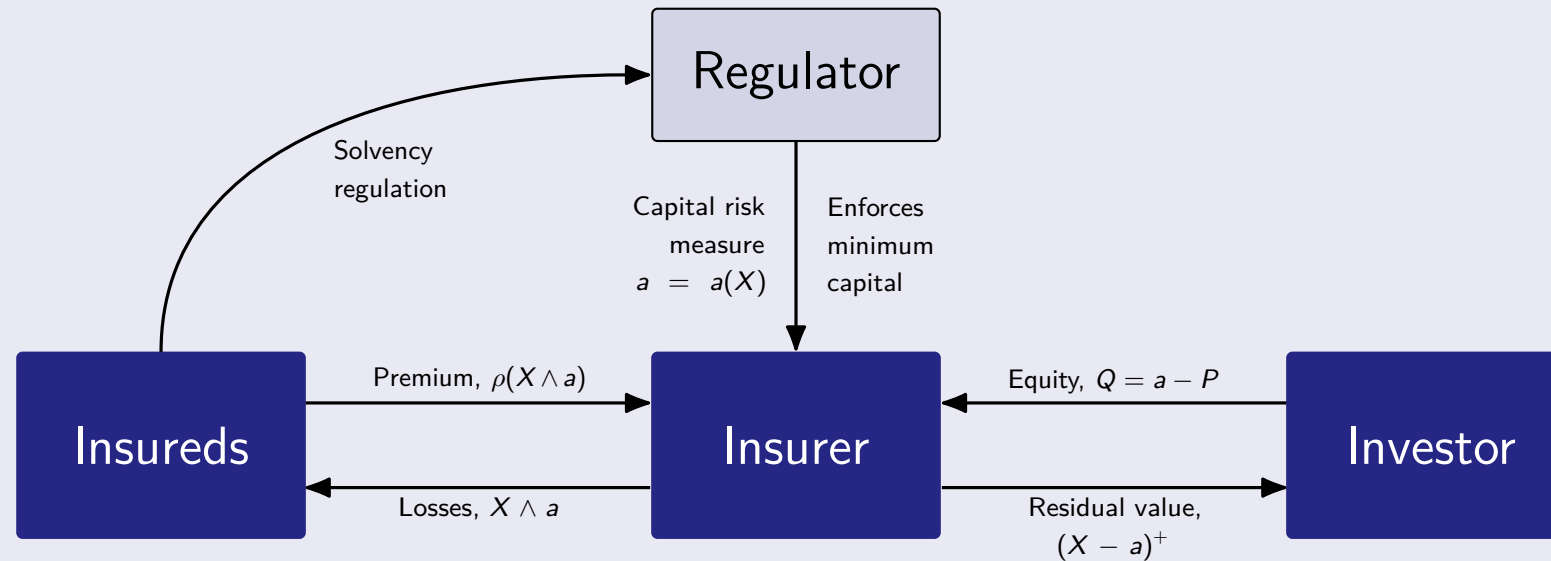 Regulator
Solvency
regulation
Capital risk
measure
a = a(X)
Enforces
minimum
capital
Premium, ρ(X ∧ a)
Equity, Q = a − P
Insureds
Insurer
Investor
Losses, X ∧ a
Residual value,
(X − a)⁺